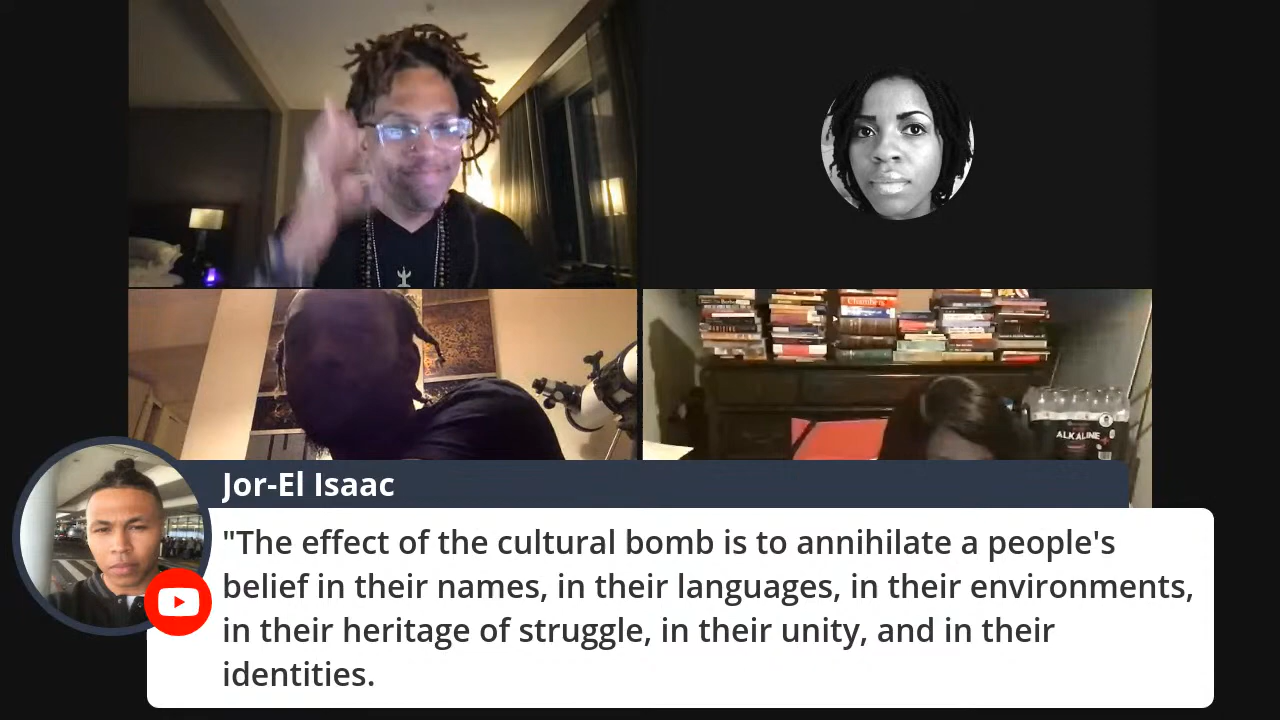 Chambers
ALKALINE
Jor-El Isaac
"The effect of the cultural bomb is to annihilate a people's
belief in their names, in their languages, in their environments,
in their heritage of struggle, in their unity, and in their
identities.